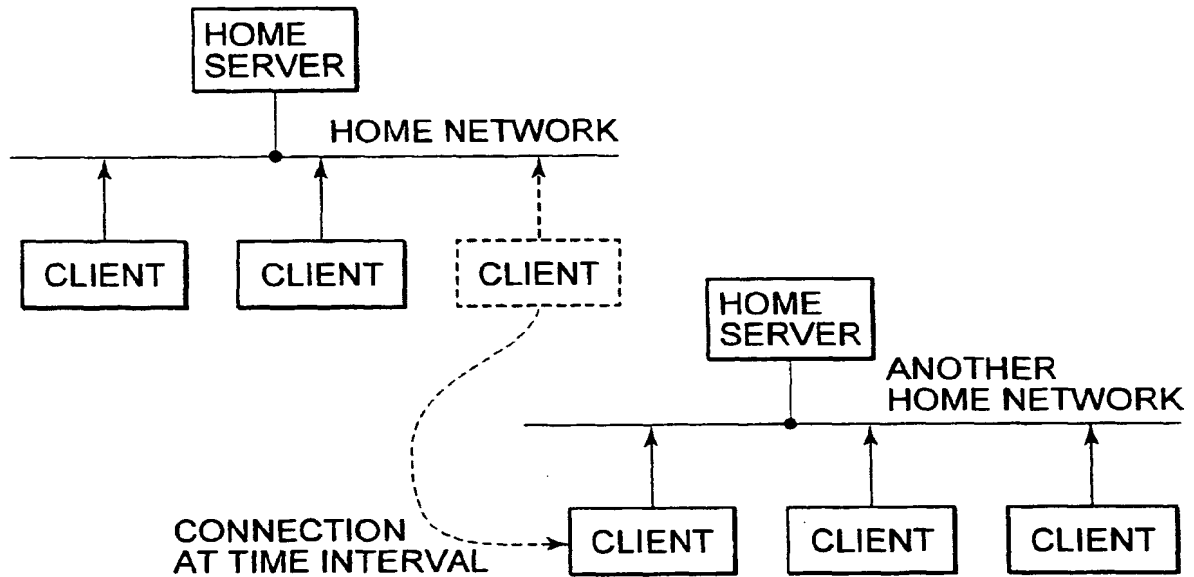 HOME
SERVER
HOME NETWORK
CLIENT
CLIENT
CLIENT
HOME
SERVER
ANOTHER
HOME NETWORK
CONNECTION
AT TIME INTERVAL
CLIENT
CLIENT
CLIENT